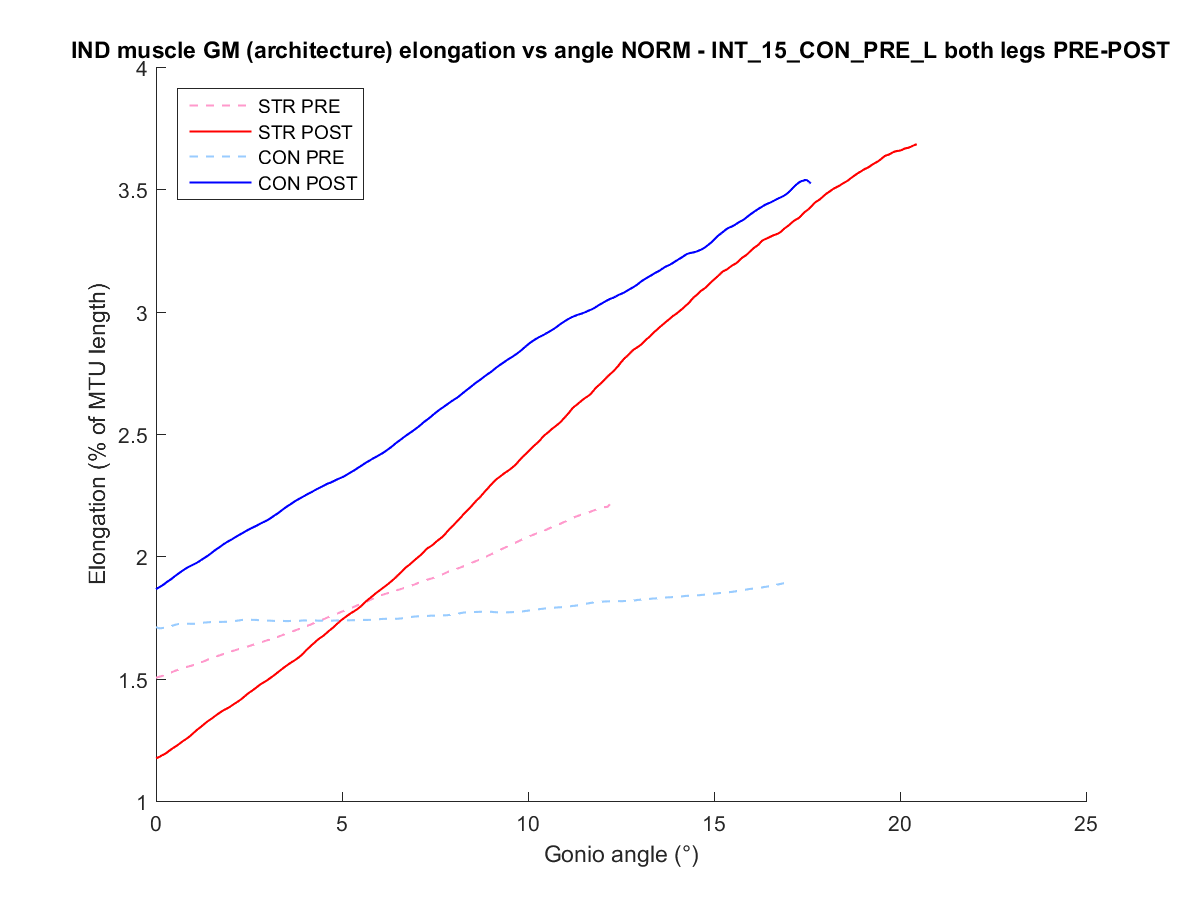 IND muscle GM (architecture) elongation vs angle NORM - INT_15_CON_PRE_L both legs PRE-POST
4
STR PRE
STR POST
CON PRE
CON POST
3.5
3
2.5
2
1.5
1
Elongation (% of MTU length)
0 5 10 15 20 25
Gonio angle (°)